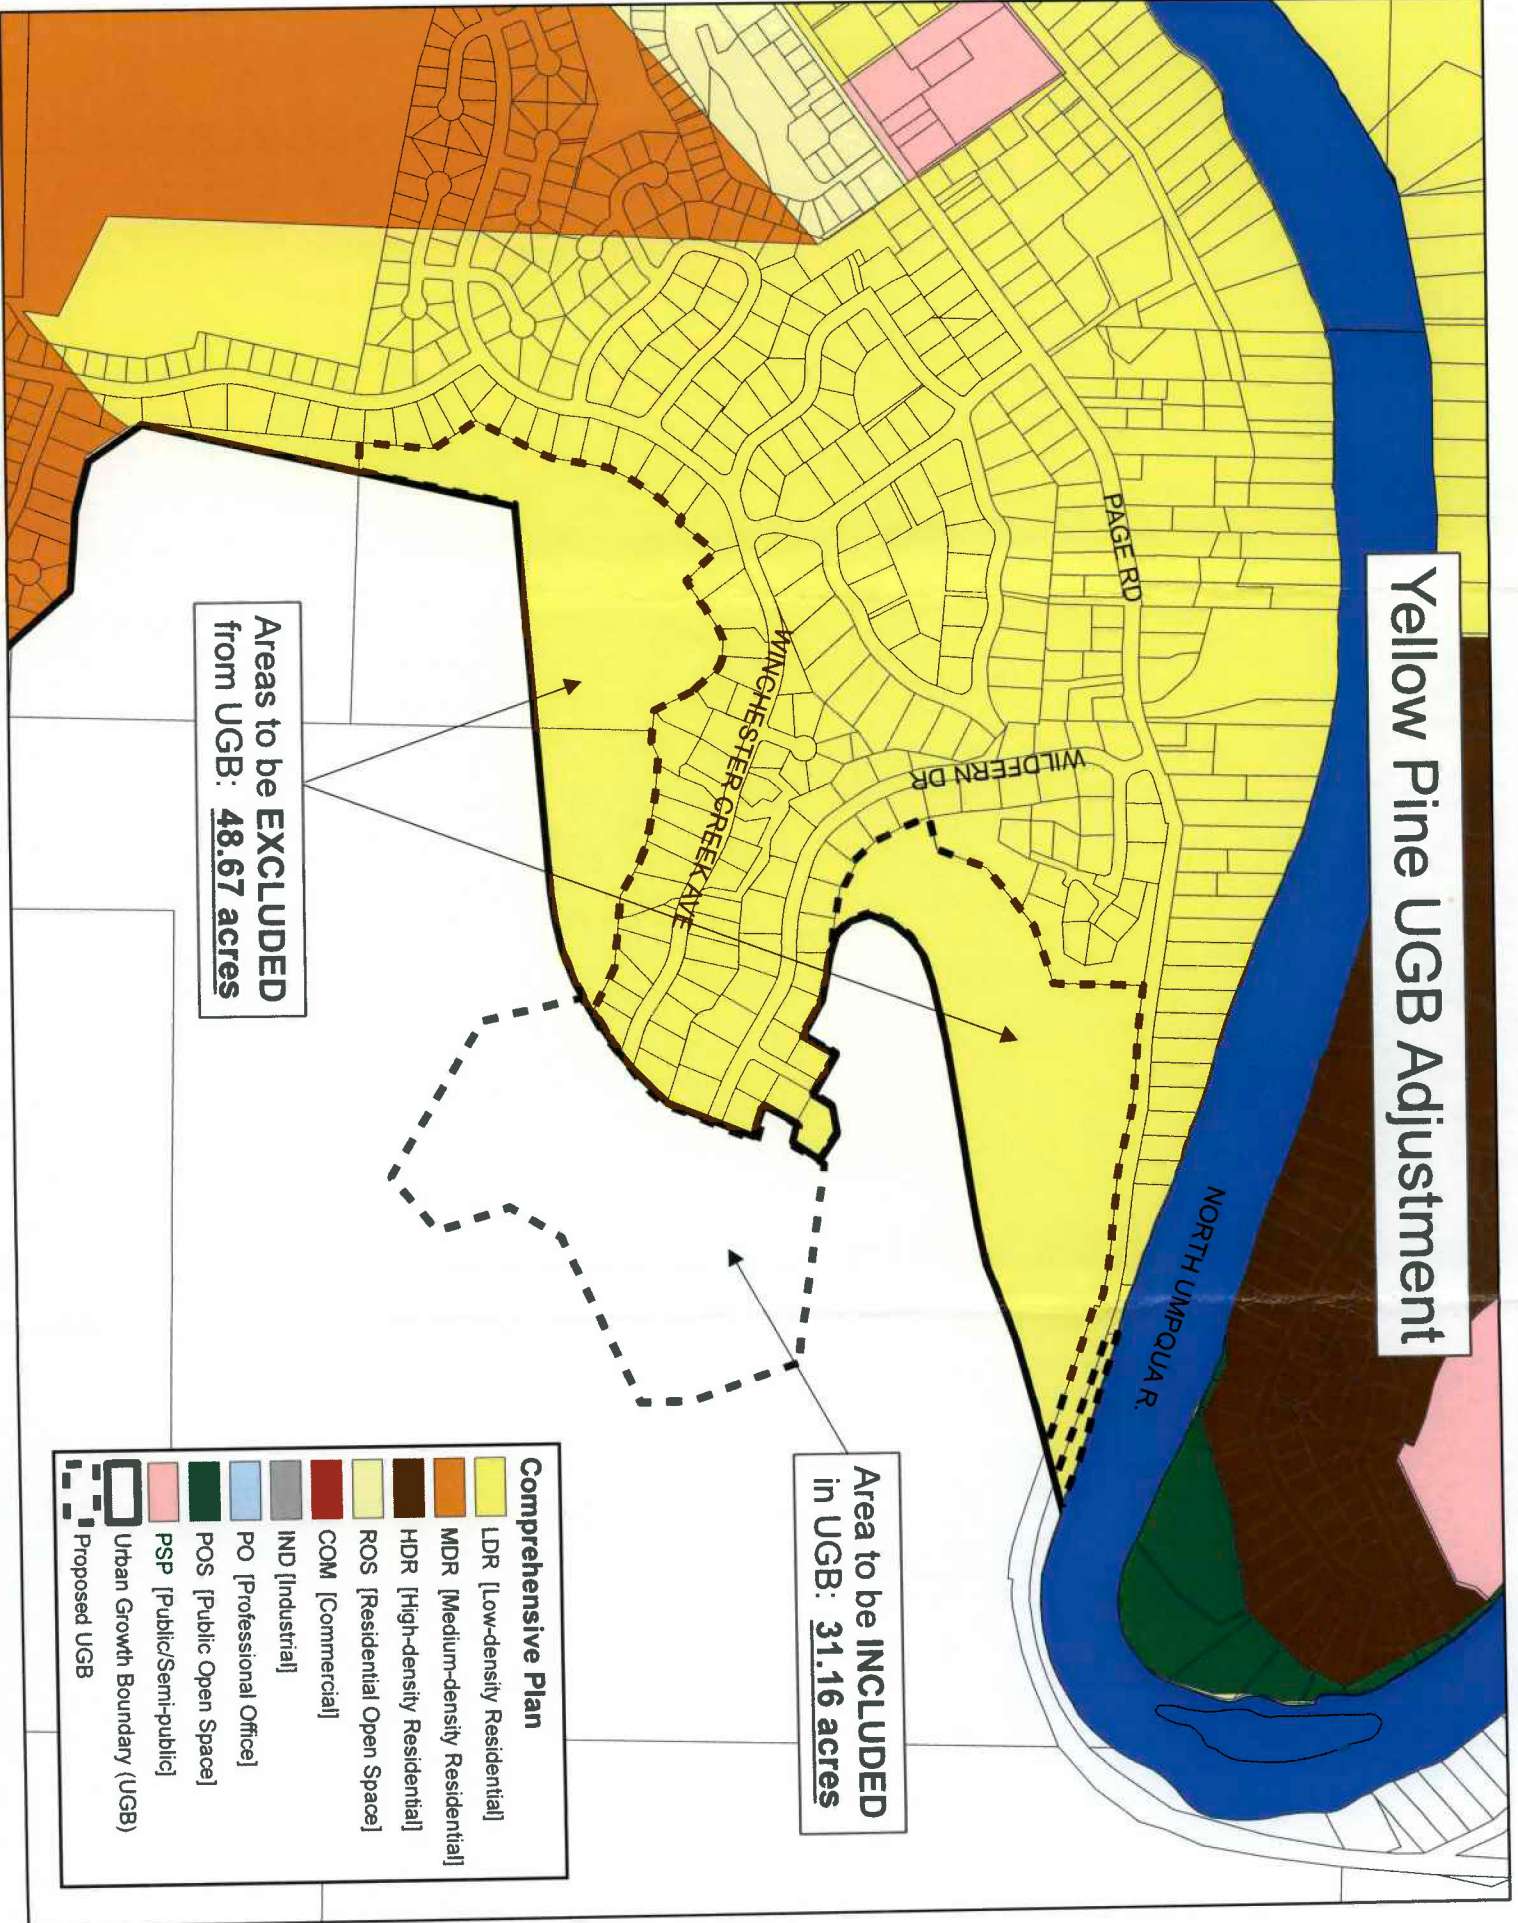 Yellow Pine UGB Adjustment
PAGE RD
WINCHESTER CREEK AVE
WILDFERN DR
NORTH UMPQUA R.
Areas to be EXCLUDED
from UGB: 48.67 acres
Area to be INCLUDED
in UGB: 31.16 acres
Comprehensive Plan
LDR [Low-density Residential]
MDR [Medium-density Residential]
HDR [High-density Residential]
ROS [Residential Open Space]
COM [Commercial]
IND [Industrial]
PO [Professional Office]
POS [Public Open Space]
PSP [Public/Semi-public]
Urban Growth Boundary (UGB)
Proposed UGB